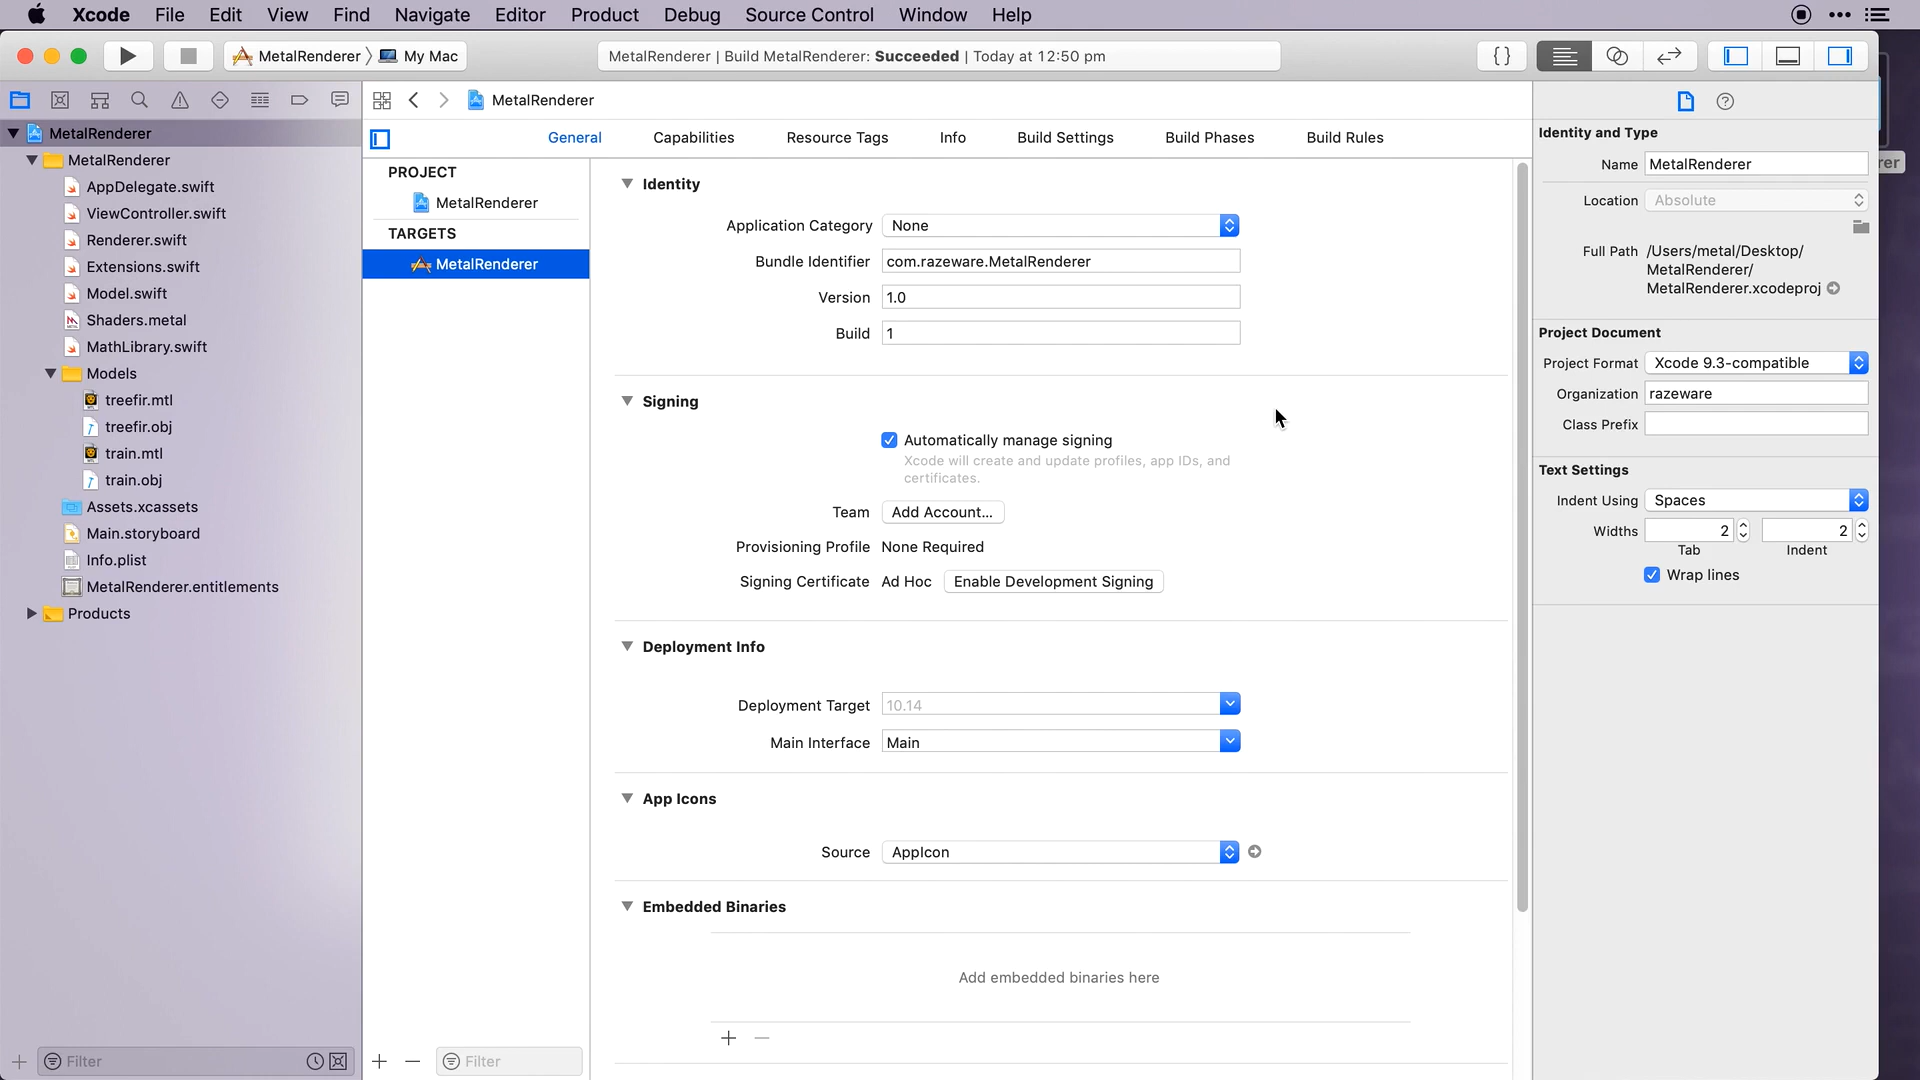 Xcode File Edit View Find Navigate Editor Product Debug Source Control Window Help
MetalRenderer My Mac
MetalRenderer | Build MetalRenderer: Succeeded | Today at 12:50 pm
{ }
MetalRenderer
MetalRenderer
AppDelegate.swift
ViewController.swift
Renderer.swift
Extensions.swift
Model.swift
Shaders.metal
MathLibrary.swift
Models
treefir.mtl
treefir.obj
train.mtl
train.obj
Assets.xcassets
Main.storyboard
Info.plist
MetalRenderer.entitlements
Products
Filter
MetalRenderer
General Capabilities Resource Tags Info Build Settings Build Phases Build Rules
PROJECT
MetalRenderer
TARGETS
MetalRenderer
Filter
Identity
Application Category None
Bundle Identifier com.razeware.MetalRenderer
Version 1.0
Build 1
Signing
Automatically manage signing
Xcode will create and update profiles, app IDs, and
certificates.
Team Add Account...
Provisioning Profile None Required
Signing Certificate Ad Hoc Enable Development Signing
Deployment Info
Deployment Target 10.14
Main Interface Main
App Icons
Source AppIcon
Embedded Binaries
Add embedded binaries here
Identity and Type
Name MetalRenderer
Location Absolute
Full Path /Users/metal/Desktop/
MetalRenderer/
MetalRenderer.xcodeproj
Project Document
Project Format Xcode 9.3-compatible
Organization razeware
Class Prefix
Text Settings
Indent Using Spaces
Widths 2 2
Tab Indent
Wrap lines
rer